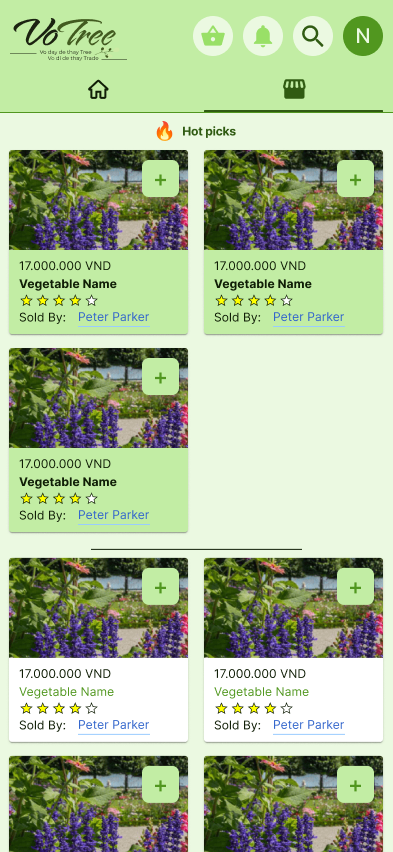 VoTree
Vo day de thay Tree
Vo di de thay Trade
N
🔥 Hot picks
17.000.000 VND
Vegetable Name
Sold By: Peter Parker
17.000.000 VND
Vegetable Name
Sold By: Peter Parker
17.000.000 VND
Vegetable Name
Sold By: Peter Parker
17.000.000 VND
Vegetable Name
Sold By: Peter Parker
17.000.000 VND
Vegetable Name
Sold By: Peter Parker